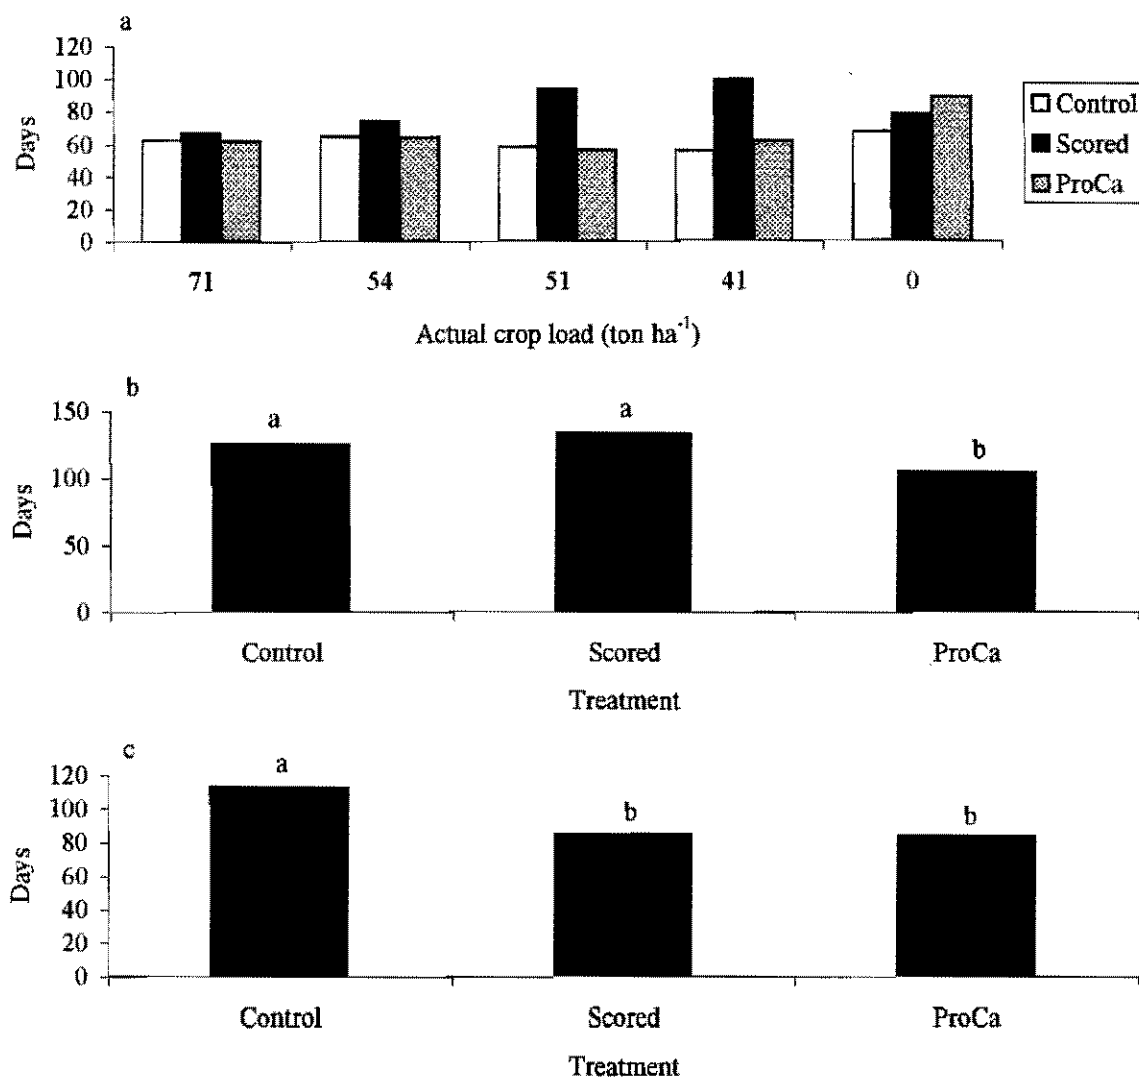 a
120
100
80
60
40
20
0
Days
Control
Scored
ProCa
71 54 51 41 0
Actual crop load (ton ha⁻¹)
b
150
100
50
0
Days
a a b
Control Scored ProCa
Treatment
c
120
100
80
60
40
20
0
Days
a b b
Control Scored ProCa
Treatment